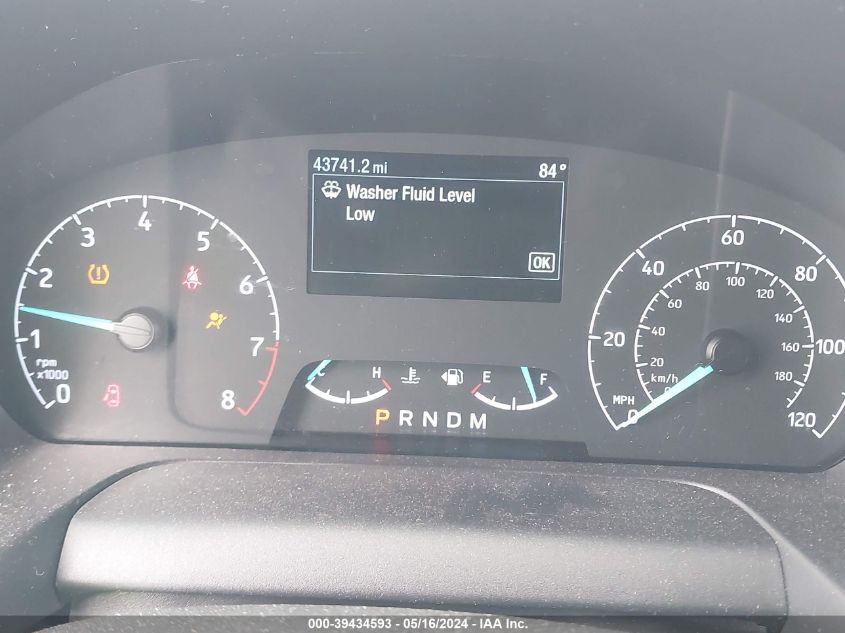 43741.2 mi 84°
Washer Fluid Level
Low
OK
0 1 2 3 4 5 6 7 8
rpm
x1000
0 20 40 60 80 100 120
MPH
20 40 60 80 100 120 140 160 180
km/h
C H E F
P R N D M
000-39434593 - 05/16/2024 - IAA Inc.